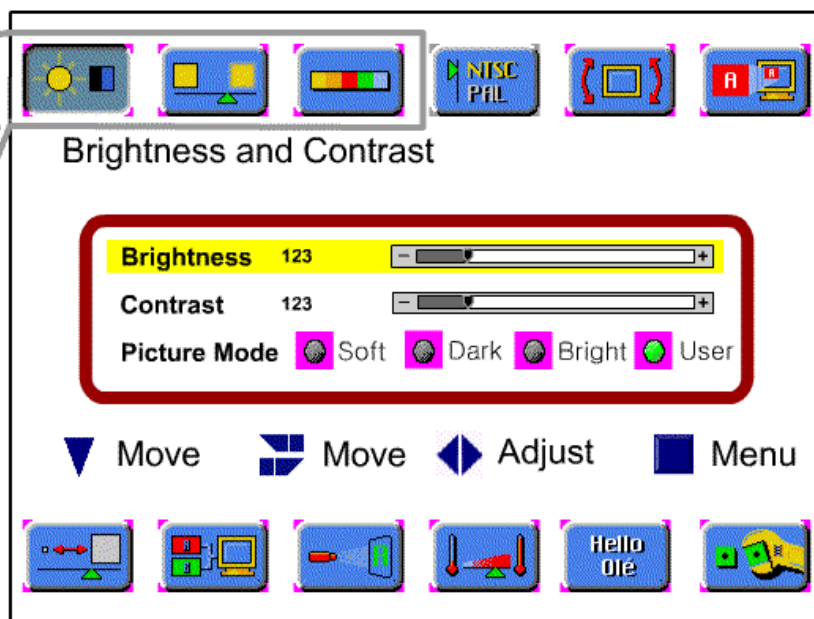 NTSC
PAL
A
A
Brightness and Contrast
Brightness 123 - +
Contrast 123 - +
Picture Mode Soft Dark Bright User
Move Move Adjust Menu
A
Hello
Olé